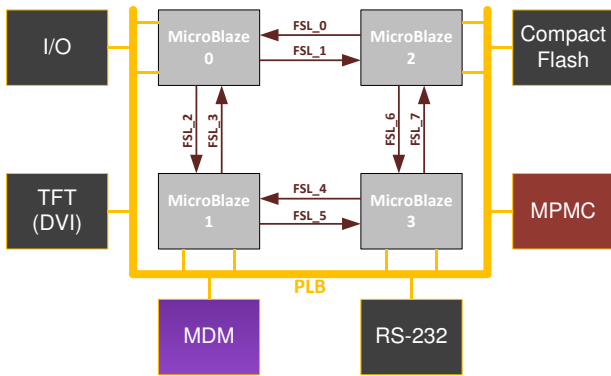 I/O
MicroBlaze
0
FSL_0
FSL_1
MicroBlaze
2
Compact
Flash
FSL_2
FSL_3
FSL_6
FSL_7
TFT
(DVI)
MicroBlaze
1
FSL_4
FSL_5
MicroBlaze
3
MPMC
PLB
MDM
RS-232